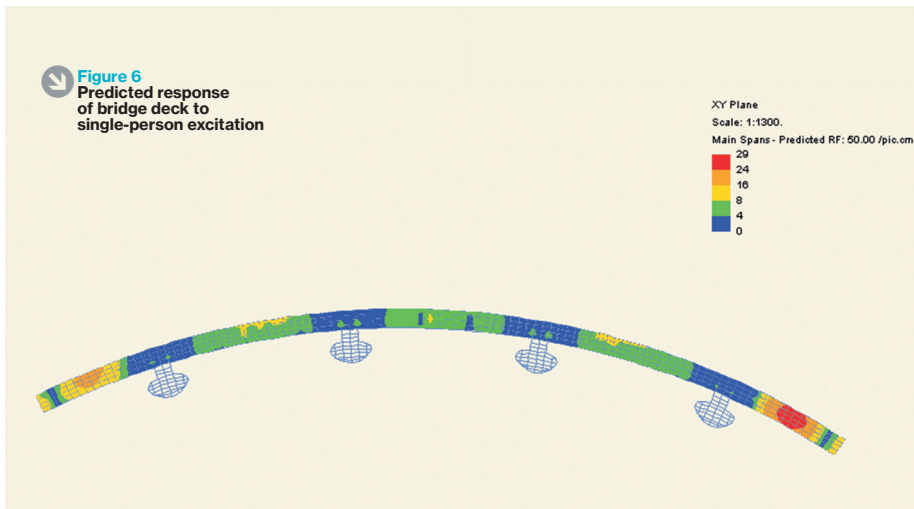 Figure 6
Predicted response
of bridge deck to
single-person excitation
XY Plane
Scale: 1:1300.
Main Spans - Predicted RF: 50.00 /pic.cm
29
24
16
8
4
0